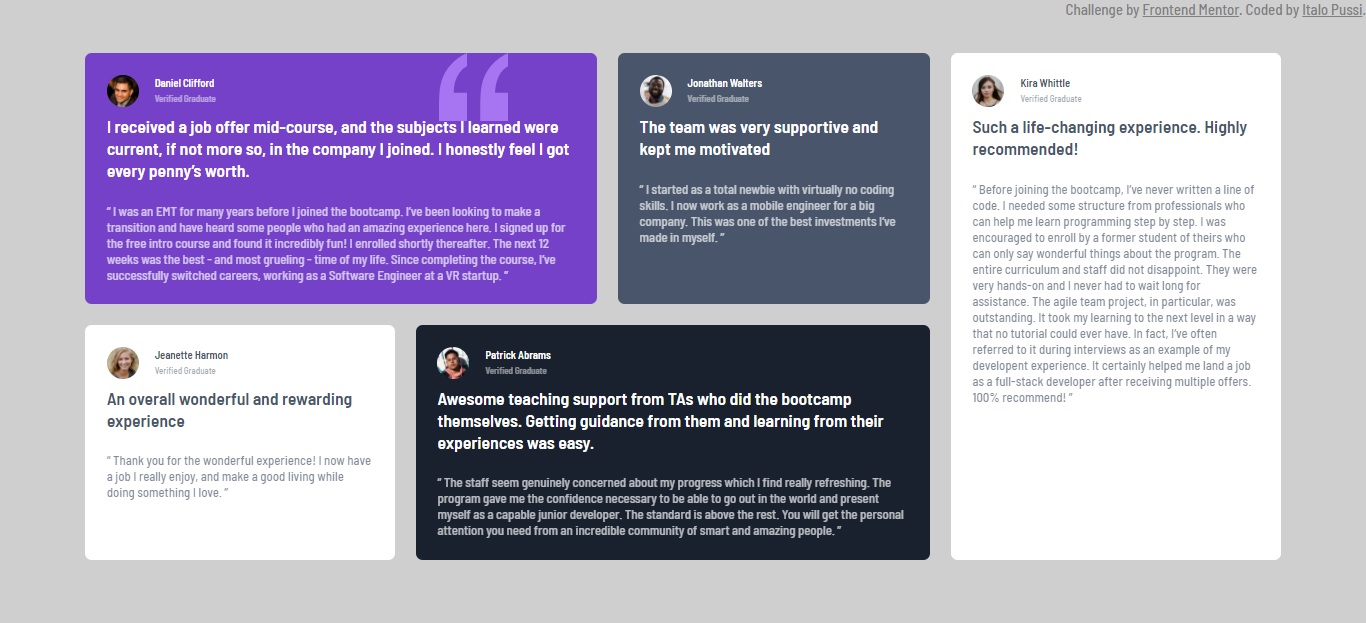 Challenge by Frontend Mentor. Coded by Italo Pussi.
Daniel Clifford
Verified Graduate
I received a job offer mid-course, and the subjects I learned were
current, if not more so, in the company I joined. I honestly feel I got
every penny’s worth.
“ I was an EMT for many years before I joined the bootcamp. I’ve been looking to make a
transition and have heard some people who had an amazing experience here. I signed up for
the free intro course and found it incredibly fun! I enrolled shortly thereafter. The next 12
weeks was the best - and most grueling - time of my life. Since completing the course, I’ve
successfully switched careers, working as a Software Engineer at a VR startup. ”
Jonathan Walters
Verified Graduate
The team was very supportive and
kept me motivated
“ I started as a total newbie with virtually no coding
skills. I now work as a mobile engineer for a big
company. This was one of the best investments I’ve
made in myself. ”
Kira Whittle
Verified Graduate
Such a life-changing experience. Highly
recommended!
“ Before joining the bootcamp, I’ve never written a line of
code. I needed some structure from professionals who
can help me learn programming step by step. I was
encouraged to enroll by a former student of theirs who
can only say wonderful things about the program. The
entire curriculum and staff did not disappoint. They were
very hands-on and I never had to wait long for
assistance. The agile team project, in particular, was
outstanding. It took my learning to the next level in a way
that no tutorial could ever have. In fact, I’ve often
referred to it during interviews as an example of my
developent experience. It certainly helped me land a job
as a full-stack developer after receiving multiple offers.
100% recommend! ”
Jeanette Harmon
Verified Graduate
An overall wonderful and rewarding
experience
“ Thank you for the wonderful experience! I now have
a job I really enjoy, and make a good living while
doing something I love. ”
Patrick Abrams
Verified Graduate
Awesome teaching support from TAs who did the bootcamp
themselves. Getting guidance from them and learning from their
experiences was easy.
“ The staff seem genuinely concerned about my progress which I find really refreshing. The
program gave me the confidence necessary to be able to go out in the world and present
myself as a capable junior developer. The standard is above the rest. You will get the personal
attention you need from an incredible community of smart and amazing people. ”